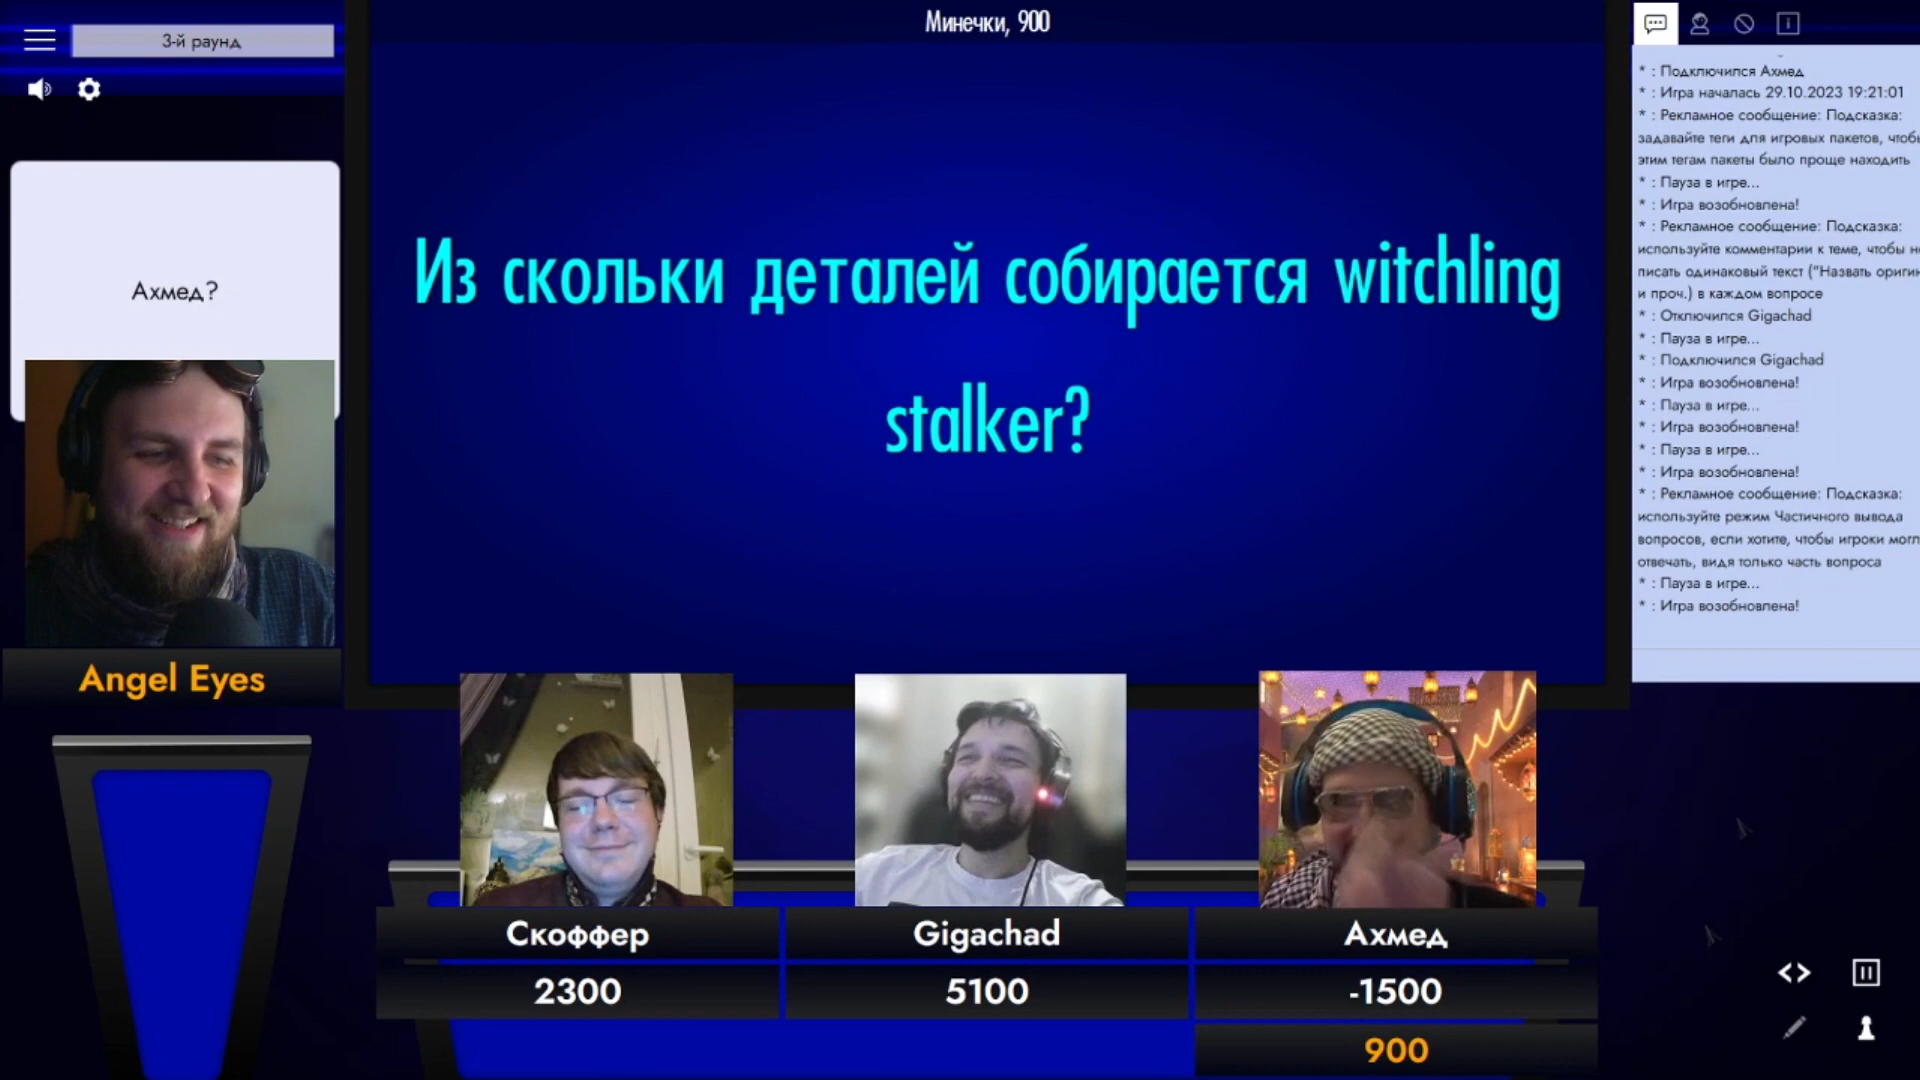 3-й раунд
Минечки, 900
Ахмед?
Из скольки деталей собирается witchling
stalker?
Angel Eyes
Скоффер
Gigachad
Ахмед
2300
5100
-1500
900
* : Подключился Ахмед
* : Игра началась 29.10.2023 19:21:01
* : Рекламное сообщение: Подсказка:
задавайте теги для игровых пакетов, чтобы
этим тегам пакеты было проще находить
* : Пауза в игре...
* : Игра возобновлена!
* : Рекламное сообщение: Подсказка:
используйте комментарии к теме, чтобы не
писать одинаковый текст ("Назвать оригин
и проч.) в каждом вопросе
* : Отключился Gigachad
* : Пауза в игре...
* : Подключился Gigachad
* : Игра возобновлена!
* : Пауза в игре...
* : Игра возобновлена!
* : Пауза в игре...
* : Игра возобновлена!
* : Рекламное сообщение: Подсказка:
используйте режим Частичного вывода
вопросов, если хотите, чтобы игроки могл
отвечать, видя только часть вопроса
* : Пауза в игре...
* : Игра возобновлена!